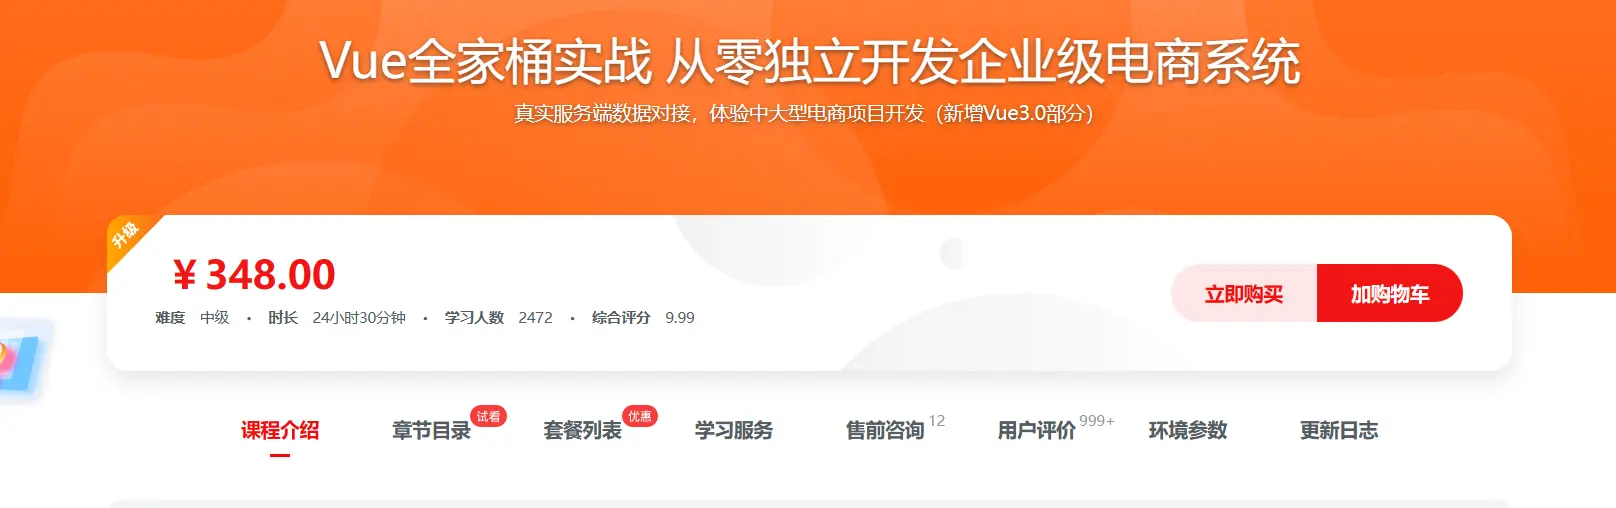 Vue全家桶实战 从零独立开发企业级电商系统
真实服务端数据对接，体验中大型电商项目开发（新增Vue3.0部分）
升级
￥348.00
难度 中级 · 时长 24小时30分钟 · 学习人数 2472 · 综合评分 9.99
立即购买 加购物车
课程介绍 章节目录 试看 套餐列表 优惠 学习服务 售前咨询 12 用户评价 999+ 环境参数 更新日志